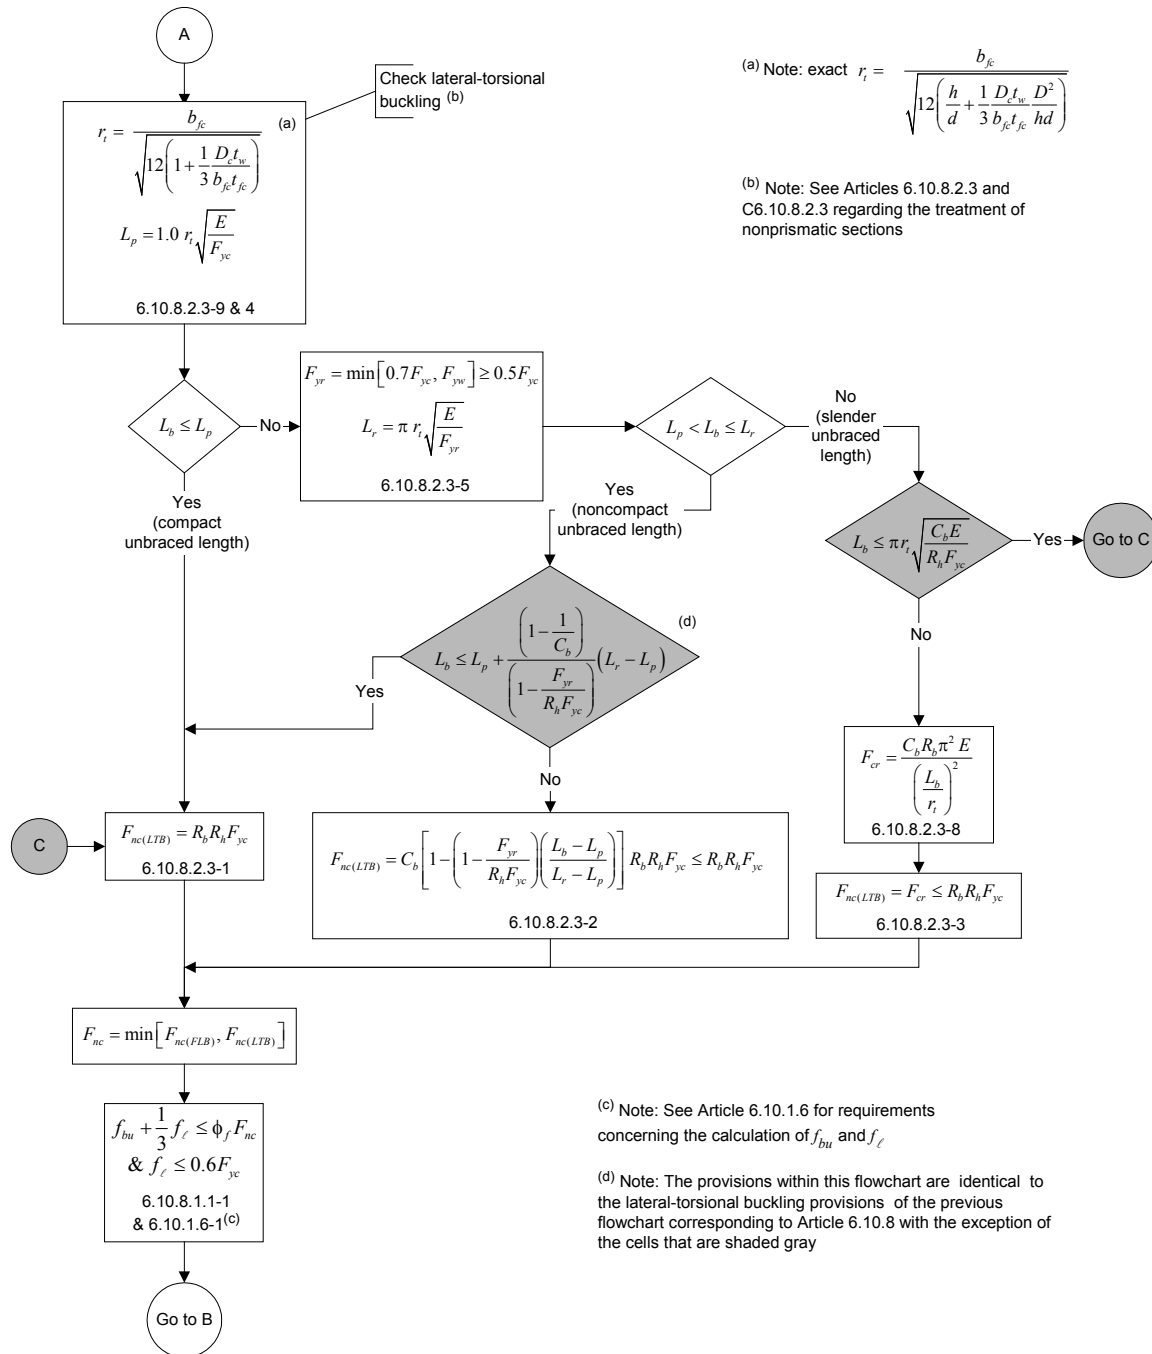 A
Check lateral-torsional
buckling (b)
(a)
r_t = b_fc / √(12(1 + (1/3)(D_c t_w / b_fc t_fc)))
L_p = 1.0 r_t √(E / F_yc)
6.10.8.2.3-9 & 4
(a) Note: exact r_t = b_fc / √(12(h/d + (1/3)(D_c t_w / b_fc t_fc)(D² / hd)))
(b) Note: See Articles 6.10.8.2.3 and
C6.10.8.2.3 regarding the treatment of
nonprismatic sections
L_b ≤ L_p
No
F_yr = min[0.7F_yc, F_yw] ≥ 0.5F_yc
L_r = π r_t √(E / F_yr)
6.10.8.2.3-5
L_p < L_b ≤ L_r
No
(slender
unbraced
length)
Yes
(compact
unbraced length)
Yes
(noncompact
unbraced length)
L_b ≤ π r_t √(C_b E / R_h F_yc)
Yes
Go to C
(d)
L_b ≤ L_p + ((1 − 1/C_b) / (1 − F_yr / R_h F_yc)) (L_r − L_p)
Yes
No
No
F_cr = C_b R_b π² E / (L_b / r_t)²
6.10.8.2.3-8
C
F_nc(LTB) = R_b R_h F_yc
6.10.8.2.3-1
F_nc(LTB) = C_b [1 − (1 − F_yr / R_h F_yc)((L_b − L_p) / (L_r − L_p))] R_b R_h F_yc ≤ R_b R_h F_yc
6.10.8.2.3-2
F_nc(LTB) = F_cr ≤ R_b R_h F_yc
6.10.8.2.3-3
F_nc = min[F_nc(FLB), F_nc(LTB)]
f_bu + (1/3) f_ℓ ≤ ϕ_f F_nc
& f_ℓ ≤ 0.6F_yc
6.10.8.1.1-1
& 6.10.1.6-1(c)
Go to B
(c) Note: See Article 6.10.1.6 for requirements
concerning the calculation of f_bu and f_ℓ
(d) Note: The provisions within this flowchart are identical to
the lateral-torsional buckling provisions of the previous
flowchart corresponding to Article 6.10.8 with the exception of
the cells that are shaded gray